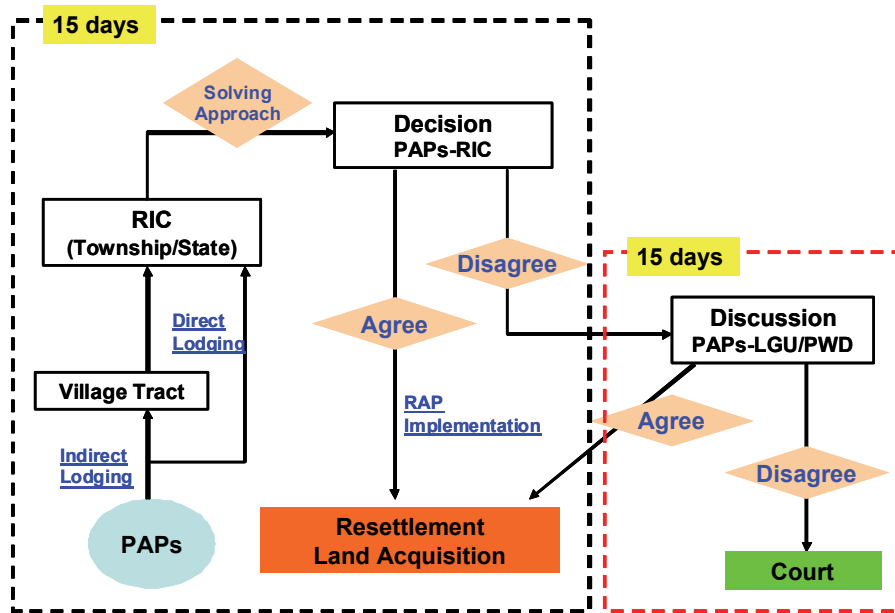 15 days
Solving
Approach
Decision
PAPs-RIC
RIC
(Township/State)
Disagree
15 days
Direct
Lodging
Agree
Discussion
PAPs-LGU/PWD
Village Tract
RAP
Implementation
Agree
Indirect
Lodging
Disagree
PAPs
Resettlement
Land Acquisition
Court